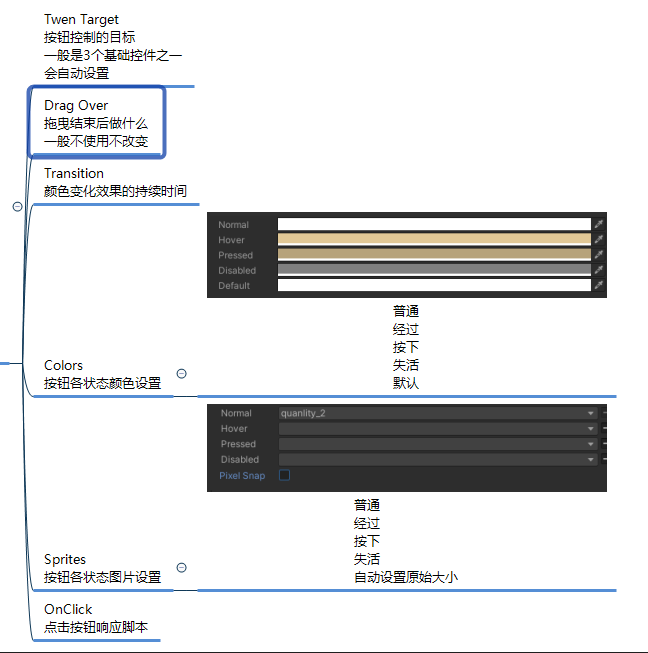 Twen Target
按钮控制的目标
一般是3个基础控件之一
会自动设置
Drag Over
拖曳结束后做什么
一般不使用不改变
Transition
颜色变化效果的持续时间
Normal
Hover
Pressed
Disabled
Default
普通
经过
按下
失活
默认
Colors
按钮各状态颜色设置
Normal quanlity_2
Hover
Pressed
Disabled
Pixel Snap
普通
经过
按下
失活
自动设置原始大小
Sprites
按钮各状态图片设置
OnClick
点击按钮响应脚本